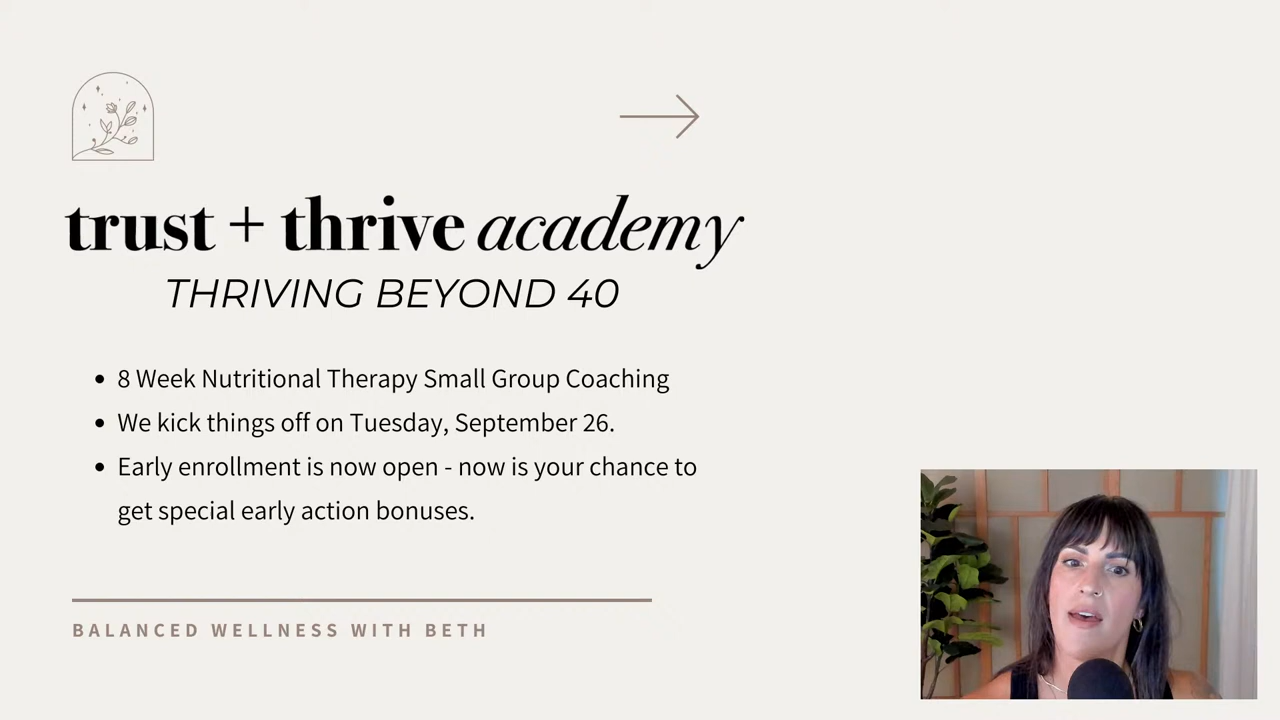 trust + thrive academy
THRIVING BEYOND 40
• 8 Week Nutritional Therapy Small Group Coaching
• We kick things off on Tuesday, September 26.
• Early enrollment is now open - now is your chance to
get special early action bonuses.
BALANCED WELLNESS WITH BETH